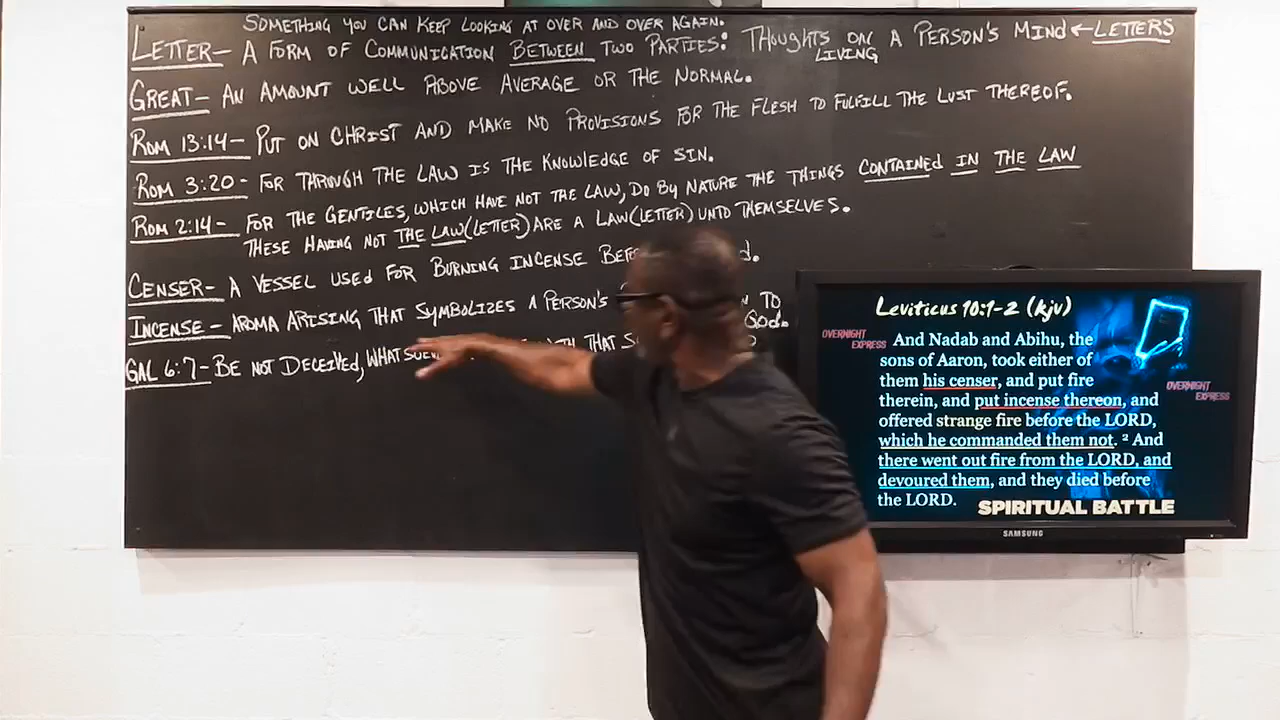 SOMETHING YOU CAN KEEP LOOKING AT OVER AND OVER AGAIN.
LETTER- A FORM OF COMMUNICATION BETWEEN TWO PARTIES: THOUGHTS ON A PERSON'S MIND ← LETTERS
LIVING
GREAT- AN AMOUNT WELL ABOVE AVERAGE OR THE NORMAL.
ROM 13:14- PUT ON CHRIST AND MAKE NO PROVISIONS FOR THE FLESH TO FULFILL THE LUST THEREOF.
ROM 3:20- FOR THROUGH THE LAW IS THE KNOWLEDGE OF SIN.
ROM 2:14- FOR THE GENTILES, WHICH HAVE NOT THE LAW, DO BY NATURE THE THINGS CONTAINED IN THE LAW
THESE HAVING NOT THE LAW(LETTER) ARE A LAW(LETTER) UNTO THEMSELVES.
CENSER- A VESSEL USED FOR BURNING INCENSE
INCENSE- AROMA ARISING THAT SYMBOLIZES A PERSON'S TO
GOD.
GAL 6:7- BE NOT DECEIVED, THAT
Leviticus 10:1-2 (kjv)
OVERNIGHT
EXPRESS
And Nadab and Abihu, the
sons of Aaron, took either of
them his censer, and put fire
therein, and put incense thereon, and
offered strange fire before the LORD,
which he commanded them not. 2 And
there went out fire from the LORD, and
devoured them, and they died before
the LORD.
OVERNIGHT
EXPRESS
SPIRITUAL BATTLE
SAMSUNG